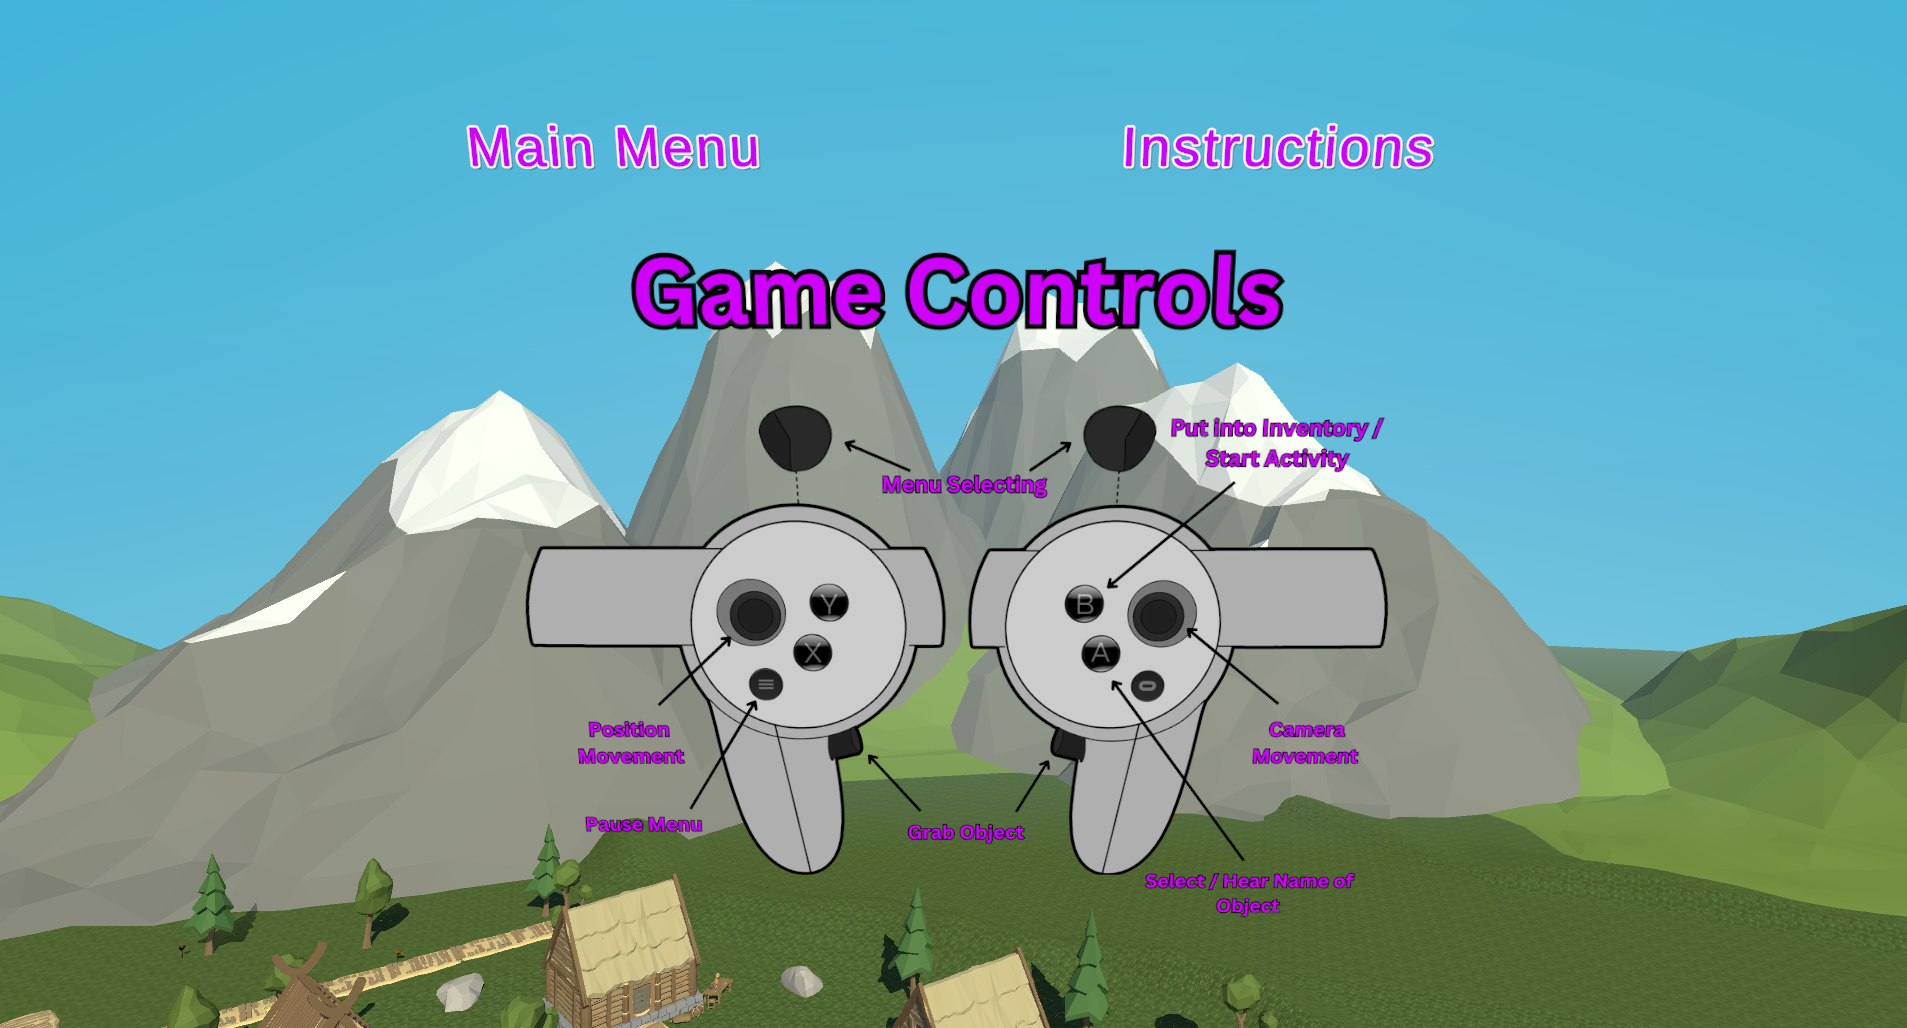 Main Menu
Instructions
Game Controls
Put into Inventory /
Start Activity
Menu Selecting
Y
B
X
A
Position
Movement
Camera
Movement
Pause Menu
Grab Object
Select / Hear Name of
Object